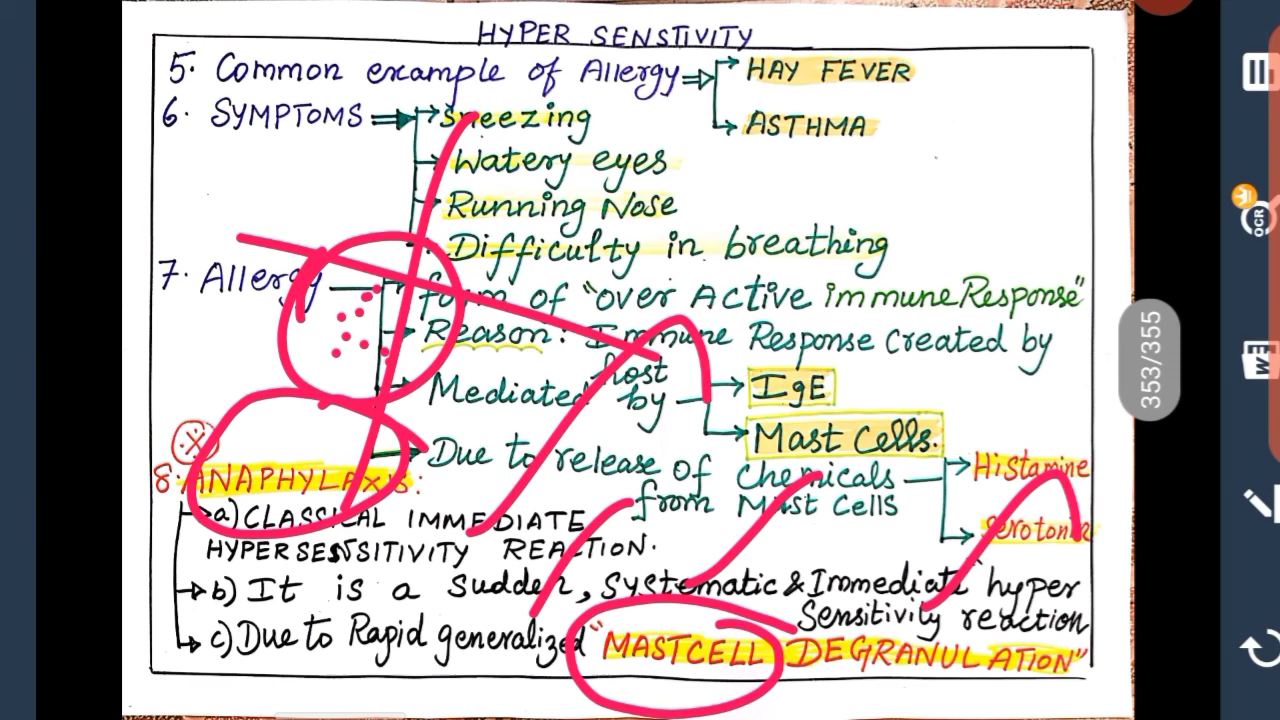 HYPER SENSTIVITY
5. Common example of Allergy ⇒ → HAY FEVER
→ ASTHMA
6. SYMPTOMS ⇒ → Sneezing
→ Watery eyes
→ Running Nose
→ Difficulty in breathing
7. Allergy → form of "over Active immune Response"
→ Reason: Immune Response created by
host
→ Mediated by → IgE
→ Mast Cells.
→ Due to release of chemicals → Histamine
from Mast Cells → Serotonin
8. ANAPHYLAXIS:
→ a) CLASSICAL IMMEDIATE
HYPERSENSITIVITY REACTION.
→ b) It is a sudden, systematic & Immediate hyper
Sensitivity reaction
→ c) Due to Rapid generalized "MASTCELL DEGRANULATION"
353/355
OCR
W